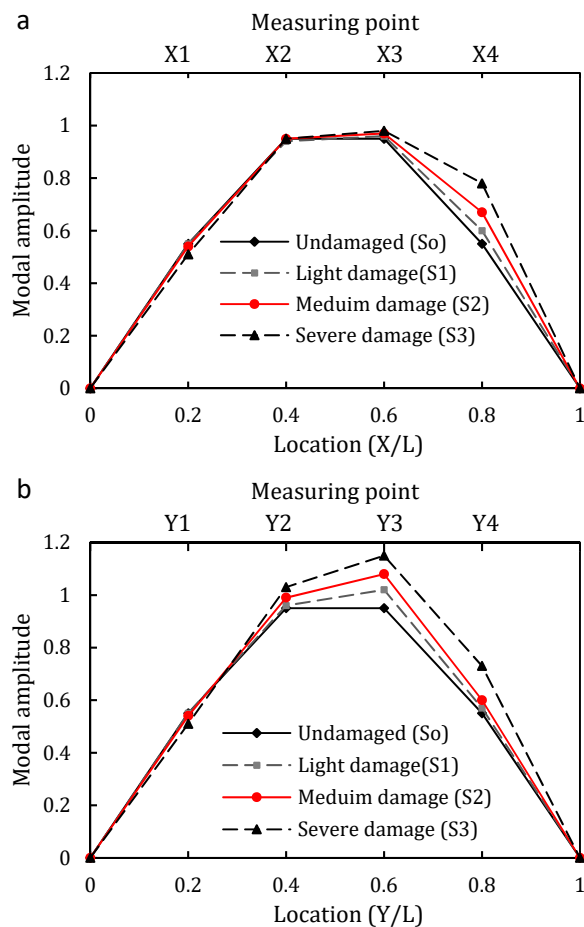 a
Measuring point
X1 X2 X3 X4
1.2
1
0.8
0.6
0.4
0.2
0
Modal amplitude
Undamaged (So)
Light damage(S1)
Meduim damage (S2)
Severe damage (S3)
0 0.2 0.4 0.6 0.8 1
Location (X/L)
b
Measuring point
Y1 Y2 Y3 Y4
1.2
1
0.8
0.6
0.4
0.2
0
Modal amplitude
Undamaged (So)
Light damage(S1)
Meduim damage (S2)
Severe damage (S3)
0 0.2 0.4 0.6 0.8 1
Location (Y/L)